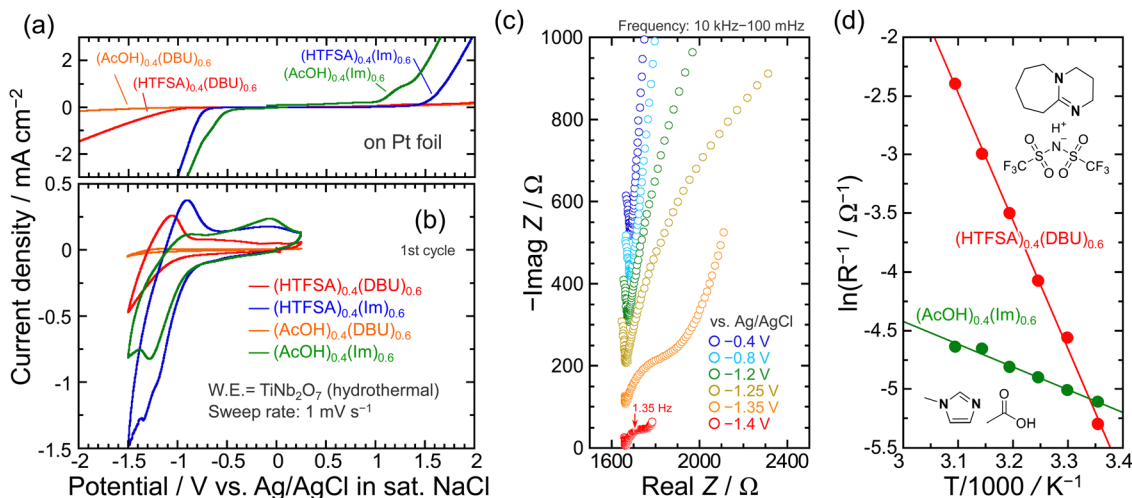 (a)
3
2
0
-2
(AcOH)0.4(DBU)0.6
(HTFSA)0.4(DBU)0.6
(HTFSA)0.4(Im)0.6
(AcOH)0.4(Im)0.6
on Pt foil
-2
-1
0
1
2
Current density / mA cm−2
(b)
0.5
0
-0.5
-1
-1.5
1st cycle
(HTFSA)0.4(DBU)0.6
(HTFSA)0.4(Im)0.6
(AcOH)0.4(DBU)0.6
(AcOH)0.4(Im)0.6
W.E.= TiNb2O7 (hydrothermal)
Sweep rate: 1 mV s−1
-2
-1.5
-1
-0.5
0
0.5
1
1.5
2
Potential / V vs. Ag/AgCl in sat. NaCl
(c)
Frequency: 10 kHz−100 mHz
1000
800
600
400
200
0
−Imag Z / Ω
vs. Ag/AgCl
−0.4 V
−0.8 V
−1.2 V
−1.25 V
−1.35 V
−1.4 V
1.35 Hz
1600
2000
2400
Real Z / Ω
(d)
-2
-2.5
-3
-3.5
-4
-4.5
-5
-5.5
ln(R−1 / Ω−1)
N
N
H+
N−
O
O
S
S
O
O
F3C
CF3
(HTFSA)0.4(DBU)0.6
(AcOH)0.4(Im)0.6
N
N
O
OH
3
3.1
3.2
3.3
3.4
T/1000 / K−1